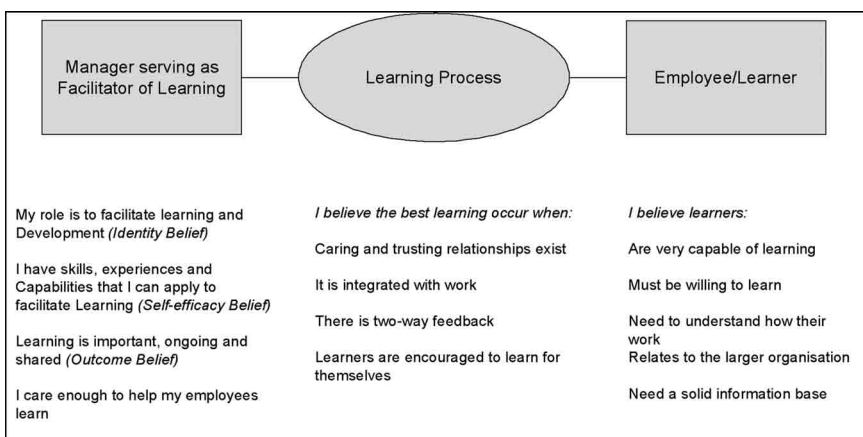 Manager serving as
Facilitator of Learning
Learning Process
Employee/Learner
My role is to facilitate learning and
Development (Identity Belief)
I have skills, experiences and
Capabilities that I can apply to
facilitate Learning (Self-efficacy Belief)
Learning is important, ongoing and
shared (Outcome Belief)
I care enough to help my employees
learn
I believe the best learning occur when:
Caring and trusting relationships exist
It is integrated with work
There is two-way feedback
Learners are encouraged to learn for
themselves
I believe learners:
Are very capable of learning
Must be willing to learn
Need to understand how their
work
Relates to the larger organisation
Need a solid information base